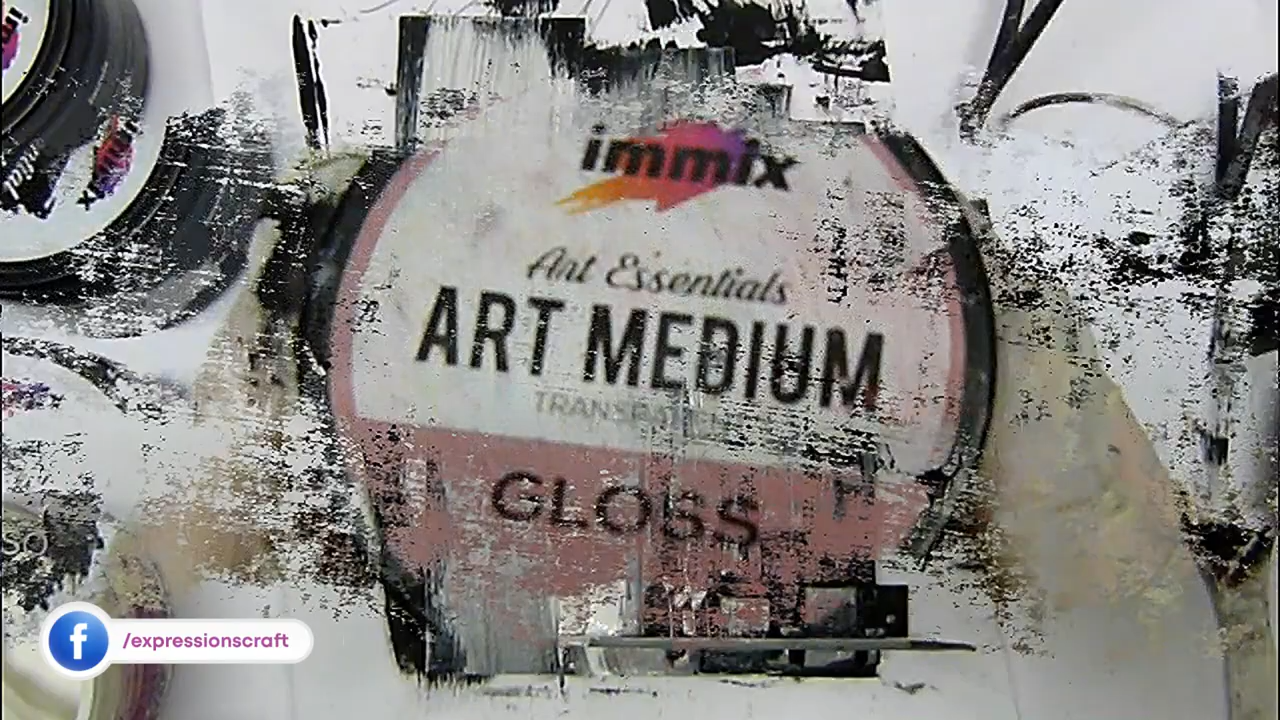 immix
Art Essentials
ART MEDIUM
GLOSS
/expressionscraft